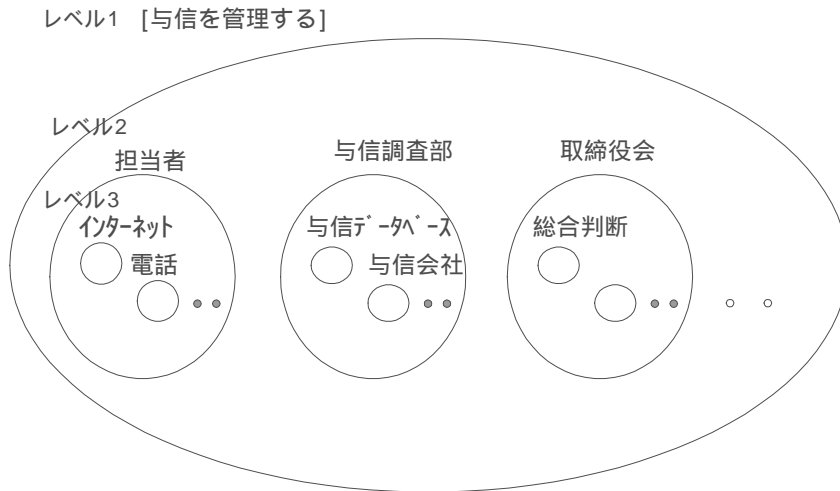 レベル1 [与信を管理する]
レベル2
担当者
与信調査部
取締役会
レベル3
インターネット
電話
与信データベース
与信会社
総合判断